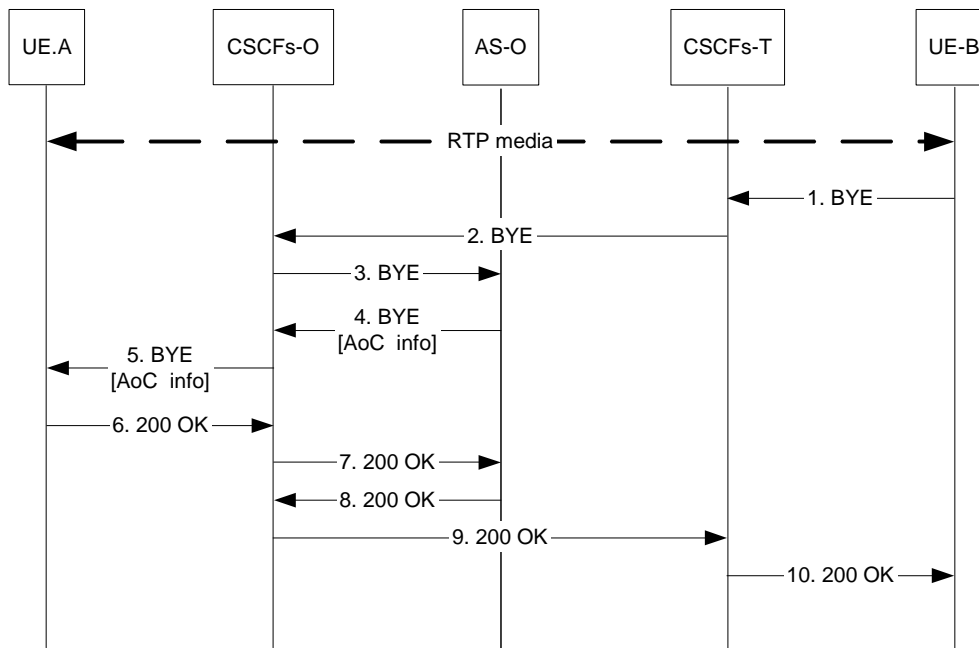 UE.A
CSCFs-O
AS-O
CSCFs-T
UE-B
RTP media
1. BYE
2. BYE
3. BYE
4. BYE
[AoC info]
5. BYE
[AoC info]
6. 200 OK
7. 200 OK
8. 200 OK
9. 200 OK
10. 200 OK